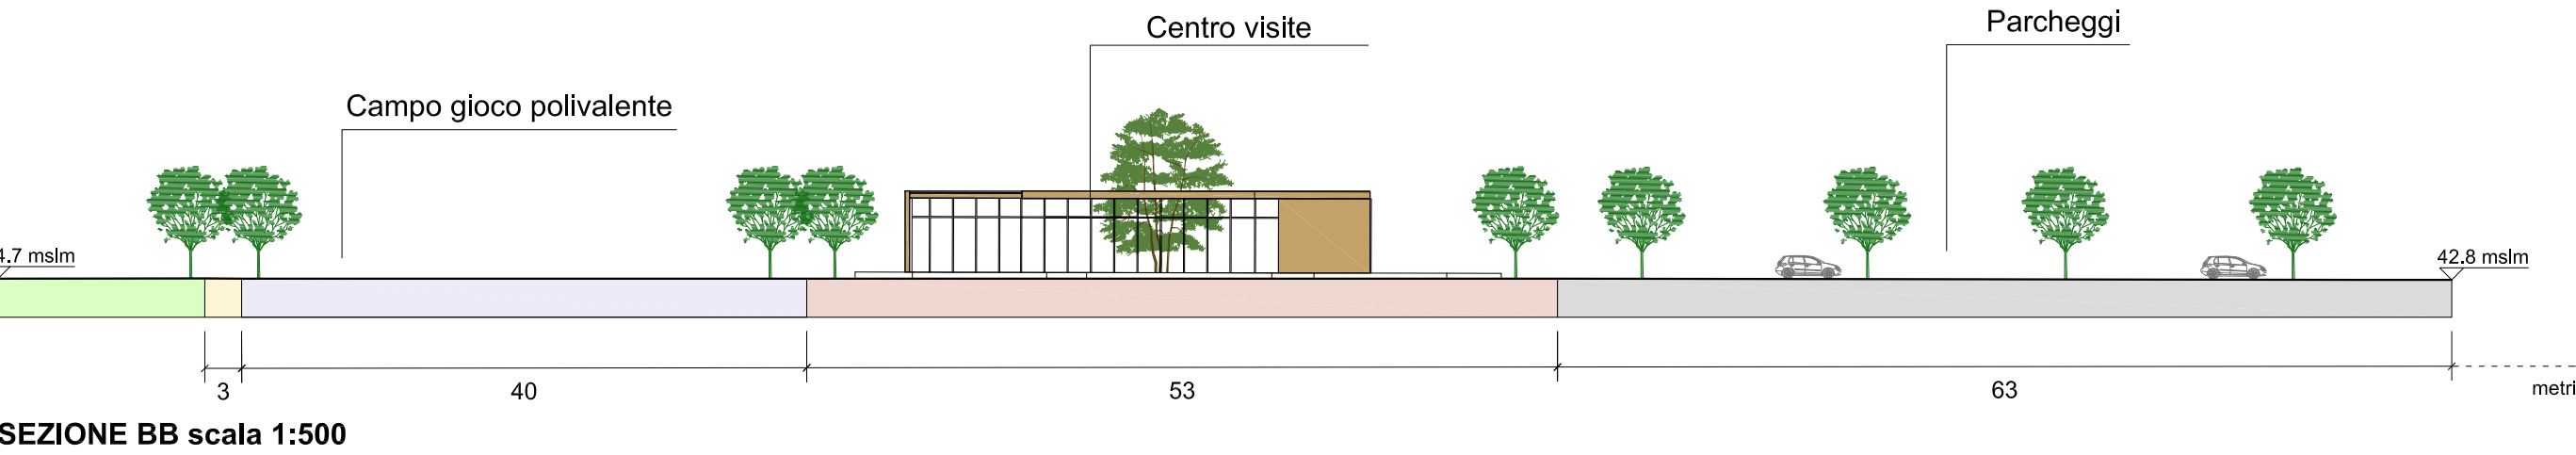 Centro visite
Parcheggi
Campo gioco polivalente
4.7 mslm
42.8 mslm
3
40
53
63
metri
SEZIONE BB scala 1:500